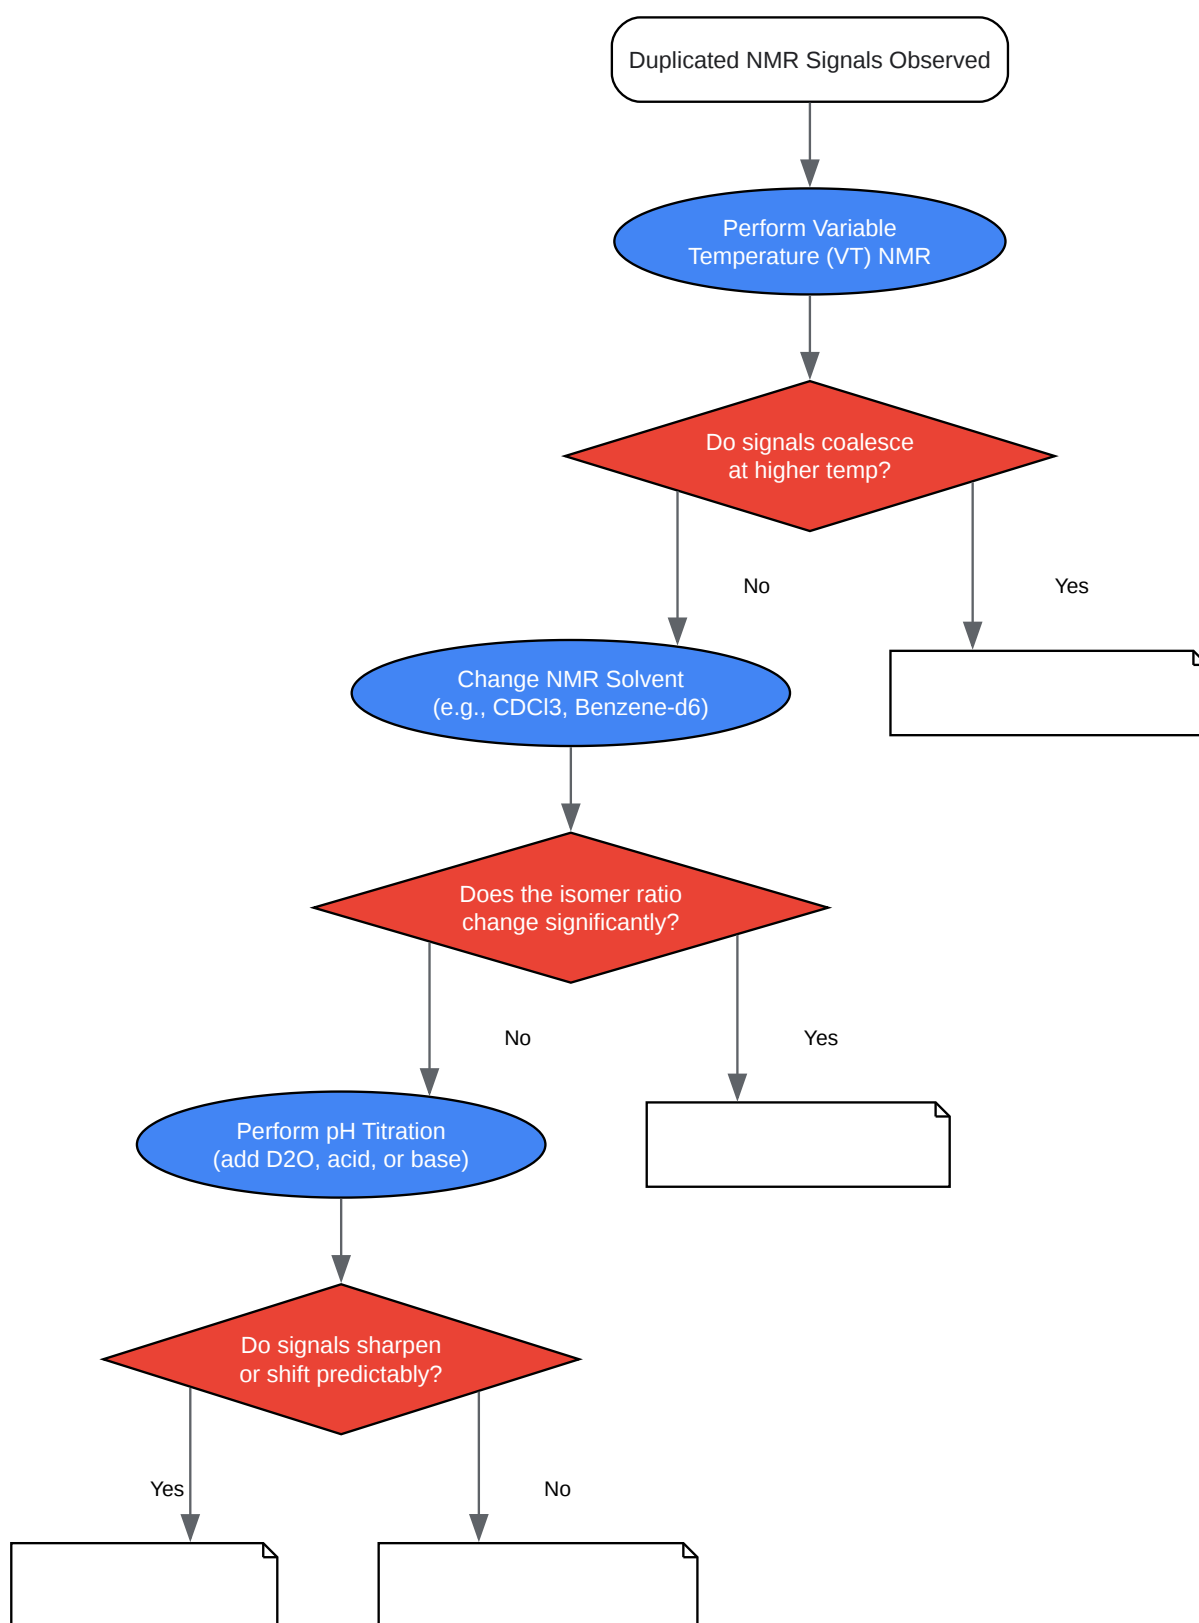 Duplicated NMR Signals Observed
Perform Variable
Temperature (VT) NMR
Do signals coalesce
at higher temp?
No
Yes
Change NMR Solvent
(e.g., CDCl3, Benzene-d6)
Does the isomer ratio
change significantly?
No
Yes
Perform pH Titration
(add D2O, acid, or base)
Do signals sharpen
or shift predictably?
Yes
No